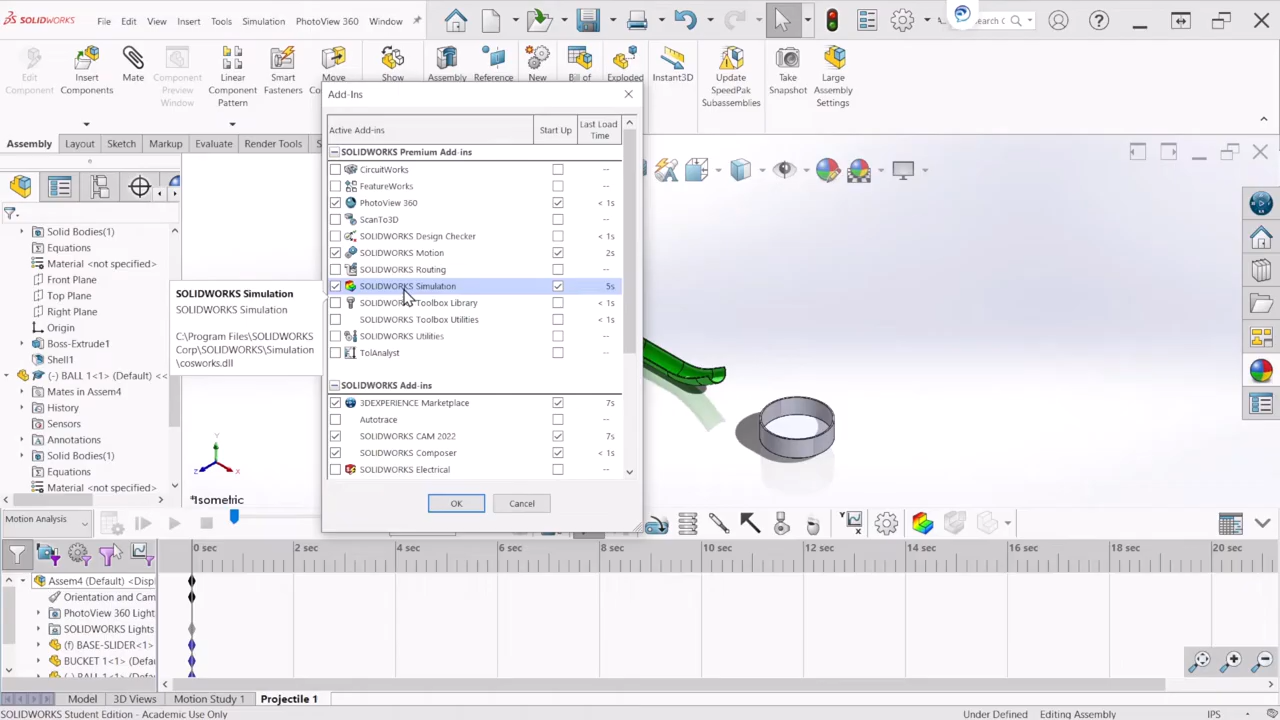 SOLIDWORKS File Edit View Insert Tools Simulation PhotoView 360 Window
Edit Component
Insert Components
Mate
Component Preview Window
Linear Component Pattern
Smart Fasteners
Move
Show
Assembly
Reference
New
Bill of
Exploded
Instant3D
Update SpeedPak Subassemblies
Take Snapshot
Large Assembly Settings
Assembly Layout Sketch Markup Evaluate Render Tools
Add-Ins
Active Add-ins Start Up Last Load Time
SOLIDWORKS Premium Add-ins
CircuitWorks --
FeatureWorks --
PhotoView 360 < 1s
ScanTo3D --
SOLIDWORKS Design Checker < 1s
SOLIDWORKS Motion 2s
SOLIDWORKS Routing --
SOLIDWORKS Simulation 5s
SOLIDWORKS Toolbox Library < 1s
SOLIDWORKS Toolbox Utilities < 1s
SOLIDWORKS Utilities --
TolAnalyst --
SOLIDWORKS Add-ins
3DEXPERIENCE Marketplace 7s
Autotrace --
SOLIDWORKS CAM 2022 7s
SOLIDWORKS Composer < 1s
SOLIDWORKS Electrical --
OK Cancel
Solid Bodies(1)
Equations
Material <not specified>
Front Plane
Top Plane
Right Plane
Origin
Boss-Extrude1
Shell1
(-) BALL 1<1> (Default) <<
Mates in Assem4
History
Sensors
Annotations
Solid Bodies(1)
Equations
Material <not specified>
SOLIDWORKS Simulation
SOLIDWORKS Simulation
C:\Program Files\SOLIDWORKS
Corp\SOLIDWORKS\Simulation
\cosworks.dll
*Isometric
Motion Analysis
0 sec 2 sec 4 sec 6 sec 8 sec 10 sec 12 sec 14 sec 16 sec 18 sec 20 sec
Assem4 (Default) <Displ
Orientation and Cam
PhotoView 360 Light
SOLIDWORKS Lights
(f) BASE-SLIDER<1>
BUCKET 1<1> (Defau
Model 3D Views Motion Study 1 Projectile 1
SOLIDWORKS Student Edition - Academic Use Only Under Defined Editing Assembly IPS